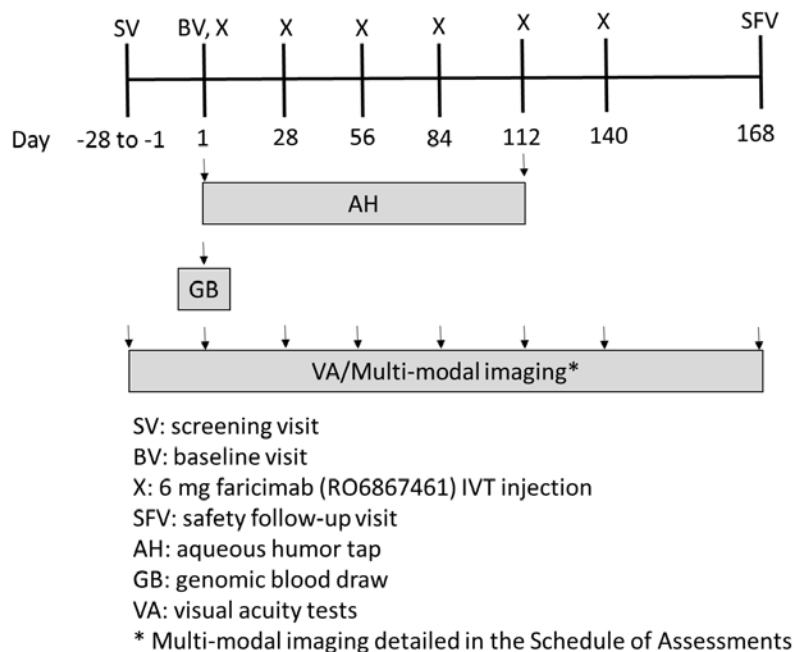 SV BV, X X X X X X SFV
Day -28 to -1 1 28 56 84 112 140 168
AH
GB
VA/Multi-modal imaging*
SV: screening visit
BV: baseline visit
X: 6 mg faricimab (RO6867461) IVT injection
SFV: safety follow-up visit
AH: aqueous humor tap
GB: genomic blood draw
VA: visual acuity tests
* Multi-modal imaging detailed in the Schedule of Assessments